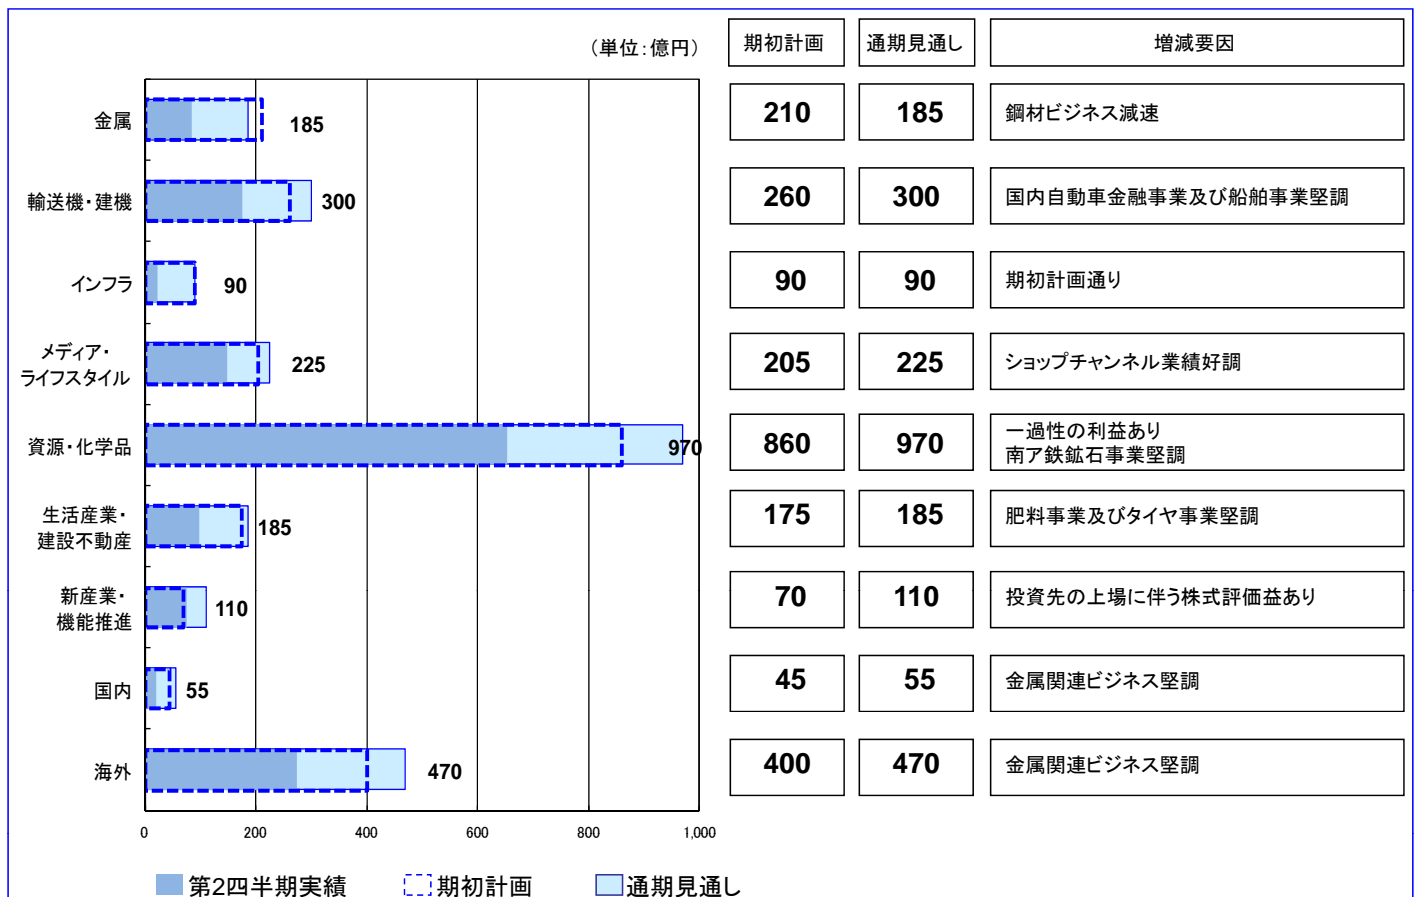 (単位:億円)
期初計画 通期見通し 増減要因
金属 185 210 185 鋼材ビジネス減速
輸送機・建機 300 260 300 国内自動車金融事業及び船舶事業堅調
インフラ 90 90 90 期初計画通り
メディア・
ライフスタイル 225 205 225 ショップチャンネル業績好調
資源・化学品 970 860 970 一過性の利益あり
南ア鉄鉱石事業堅調
生活産業・
建設不動産 185 175 185 肥料事業及びタイヤ事業堅調
新産業・
機能推進 110 70 110 投資先の上場に伴う株式評価益あり
国内 55 45 55 金属関連ビジネス堅調
海外 470 400 470 金属関連ビジネス堅調
0 200 400 600 800 1,000
第2四半期実績 期初計画 通期見通し